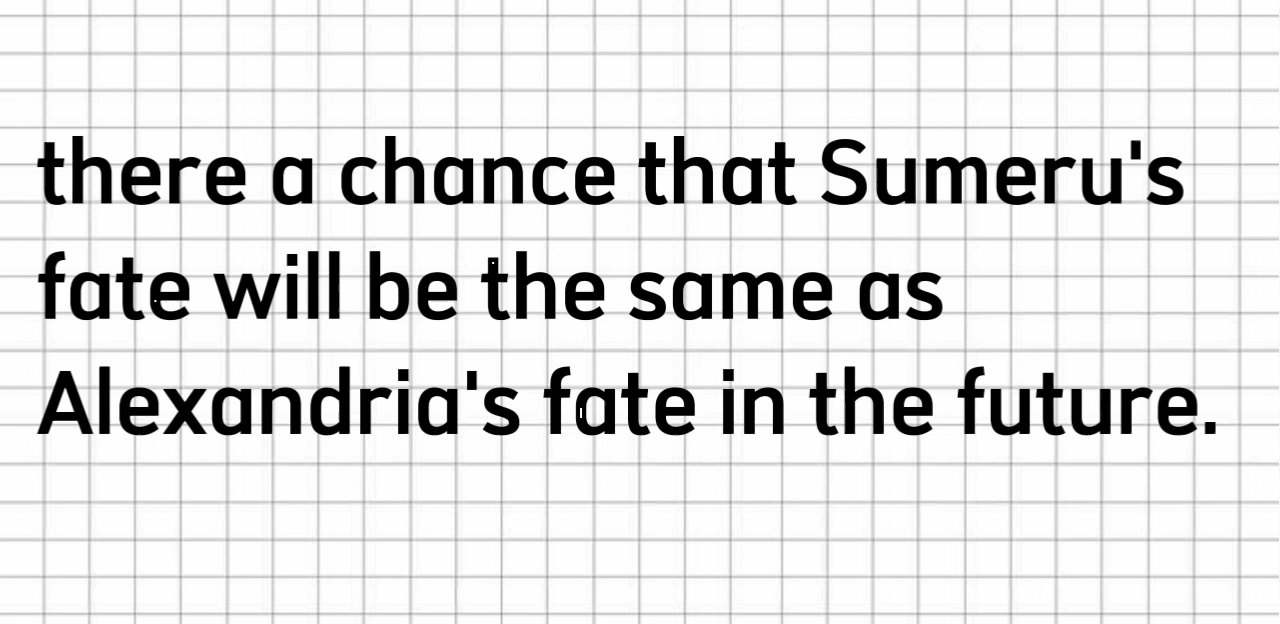 there a chance that Sumeru's
fate will be the same as
Alexandria's fate in the future.